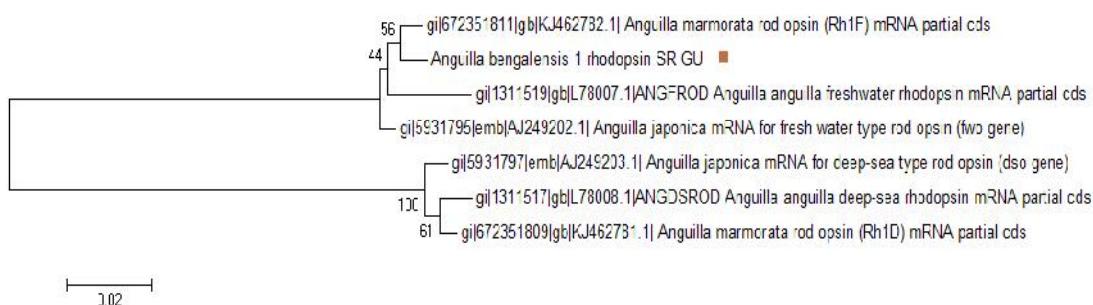 gi|672351811|gb|KJ462782.1| Anguilla marmorata rod opsin (Rh1F) mRNA partial cds
56
Anguilla bengalensis 1 rhodopsin SR GU
44
gi|1311519|gb|L78007.1|ANGFROD Anguilla anguilla freshwater rhodopsin mRNA partial cds
gi|5931795|emb|AJ249202.1| Anguilla japonica mRNA for fresh water type rod opsin (fwo gene)
gi|5931797|emb|AJ249203.1| Anguilla japonica mRNA for deep-sea type rod opsin (dso gene)
100
gi|1311517|gb|L78008.1|ANGDSROD Anguilla anguilla deep-sea rhodopsin mRNA partial cds
61
gi|672351809|gb|KJ462781.1| Anguilla marmorata rod opsin (Rh1D) mRNA partial cds
0.02